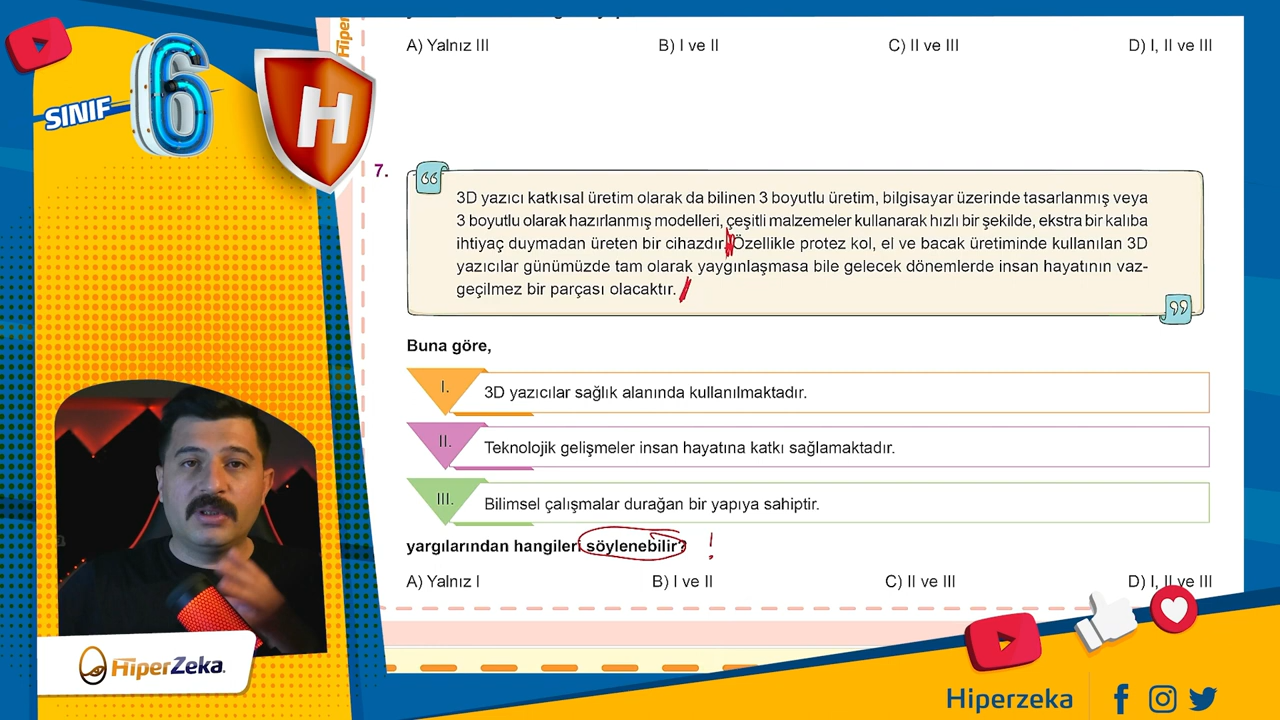 Hiper
A) Yalnız III B) I ve II C) II ve III D) I, II ve III
SINIF 6
H
7.
3D yazıcı katkısal üretim olarak da bilinen 3 boyutlu üretim, bilgisayar üzerinde tasarlanmış veya
3 boyutlu olarak hazırlanmış modelleri, çeşitli malzemeler kullanarak hızlı bir şekilde, ekstra bir kalıba
ihtiyaç duymadan üreten bir cihazdır. Özellikle protez kol, el ve bacak üretiminde kullanılan 3D
yazıcılar günümüzde tam olarak yaygınlaşmasa bile gelecek dönemlerde insan hayatının vaz-
geçilmez bir parçası olacaktır.
Buna göre,
I. 3D yazıcılar sağlık alanında kullanılmaktadır.
II. Teknolojik gelişmeler insan hayatına katkı sağlamaktadır.
III. Bilimsel çalışmalar durağan bir yapıya sahiptir.
yargılarından hangileri söylenebilir? !
A) Yalnız I B) I ve II C) II ve III D) I, II ve III
HiperZeka.
Hiperzeka